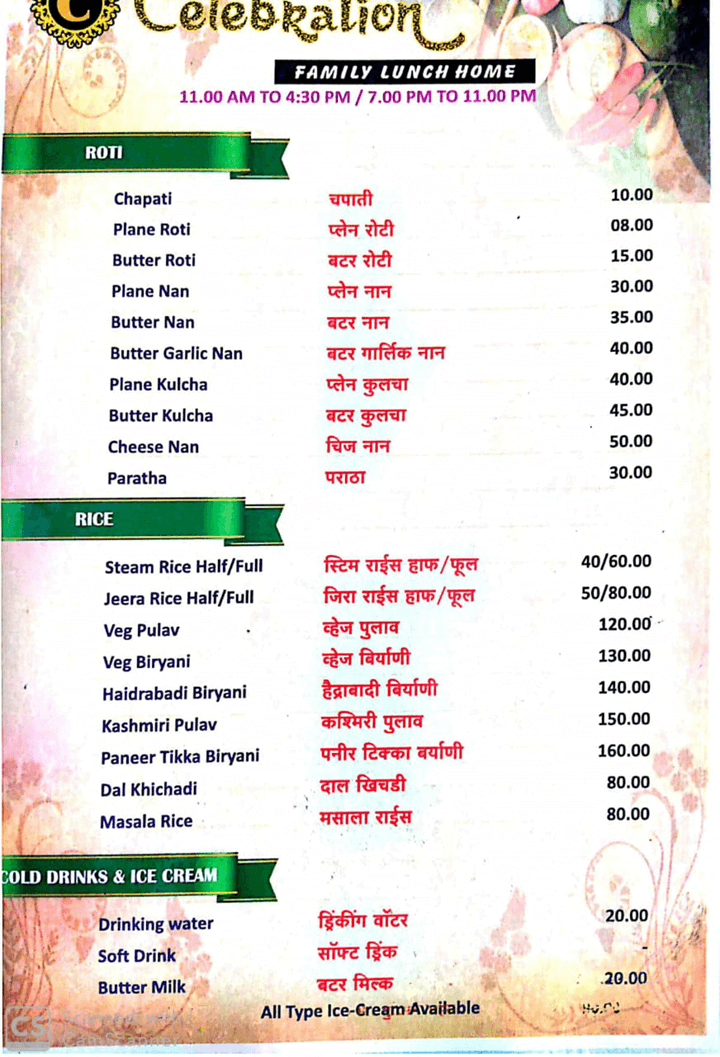 C Celebration
FAMILY LUNCH HOME
11.00 AM TO 4:30 PM / 7.00 PM TO 11.00 PM
ROTI
Chapati चपाती 10.00
Plane Roti प्लेन रोटी 08.00
Butter Roti बटर रोटी 15.00
Plane Nan प्लेन नान 30.00
Butter Nan बटर नान 35.00
Butter Garlic Nan बटर गार्लिक नान 40.00
Plane Kulcha प्लेन कुलचा 40.00
Butter Kulcha बटर कुलचा 45.00
Cheese Nan चिज नान 50.00
Paratha पराठा 30.00
RICE
Steam Rice Half/Full स्टिम राईस हाफ/फूल 40/60.00
Jeera Rice Half/Full जिरा राईस हाफ/फूल 50/80.00
Veg Pulav व्हेज पुलाव 120.00
Veg Biryani व्हेज बिर्याणी 130.00
Haidrabadi Biryani हैद्राबादी बिर्याणी 140.00
Kashmiri Pulav कश्मिरी पुलाव 150.00
Paneer Tikka Biryani पनीर टिक्का बर्याणी 160.00
Dal Khichadi दाल खिचडी 80.00
Masala Rice मसाला राईस 80.00
COLD DRINKS & ICE CREAM
Drinking water ड्रिंकींग वॉटर 20.00
Soft Drink सॉफ्ट ड्रिंक -
Butter Milk बटर मिल्क 20.00
All Type Ice-Cream Available
CS Scanned with
CamScanner